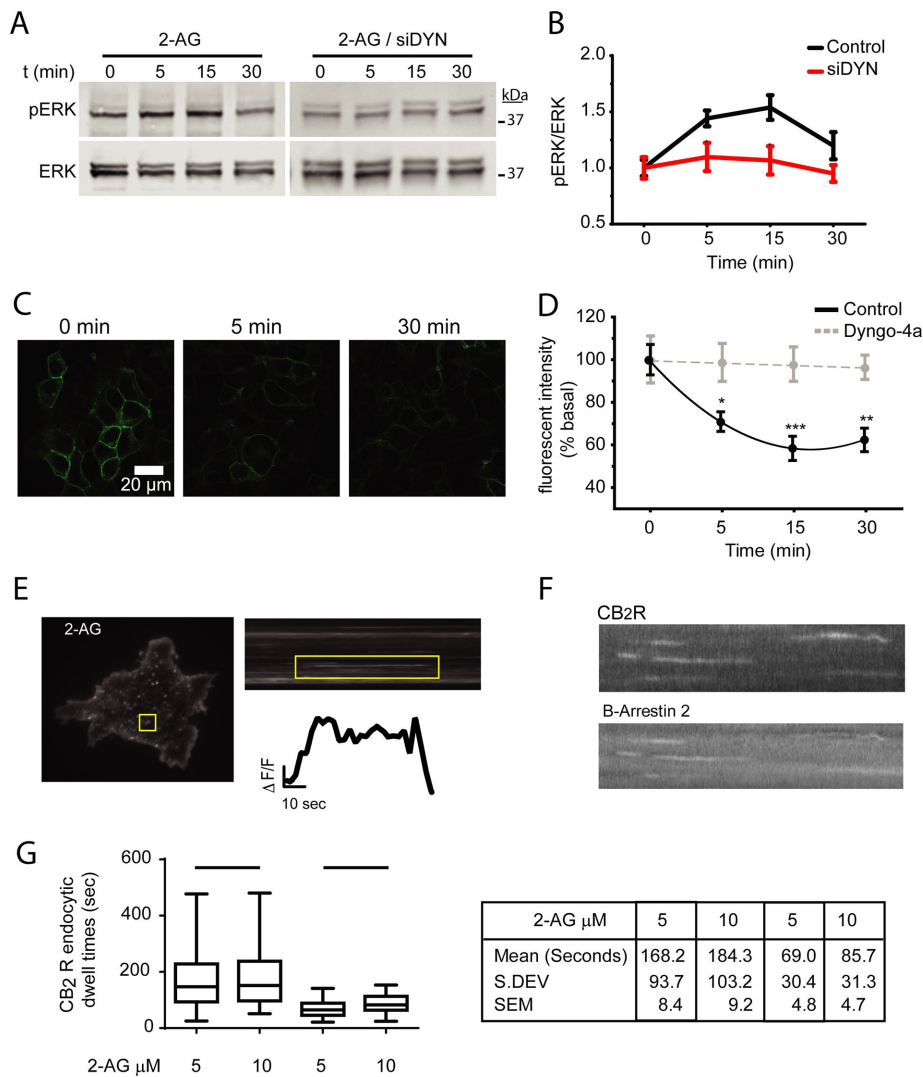 A
2-AG
2-AG / siDYN
t (min) 0 5 15 30 0 5 15 30
kDa
pERK
37
ERK
37
B
2.0
1.5
1.0
0.5
pERK/ERK
Control
siDYN
0 5 15 30
Time (min)
C
0 min
5 min
30 min
20 µm
D
120
100
80
60
40
fluorescent intensity
(% basal)
Control
Dyngo-4a
*
***
**
0 5 15 30
Time (min)
E
2-AG
Δ F/F
10 sec
F
CB2R
B-Arrestin 2
G
600
400
200
0
CB2 R endocytic
dwell times (sec)
2-AG µM 5 10 5 10
2-AG µM 5 10 5 10
Mean (Seconds) 168.2 184.3 69.0 85.7
S.DEV 93.7 103.2 30.4 31.3
SEM 8.4 9.2 4.8 4.7